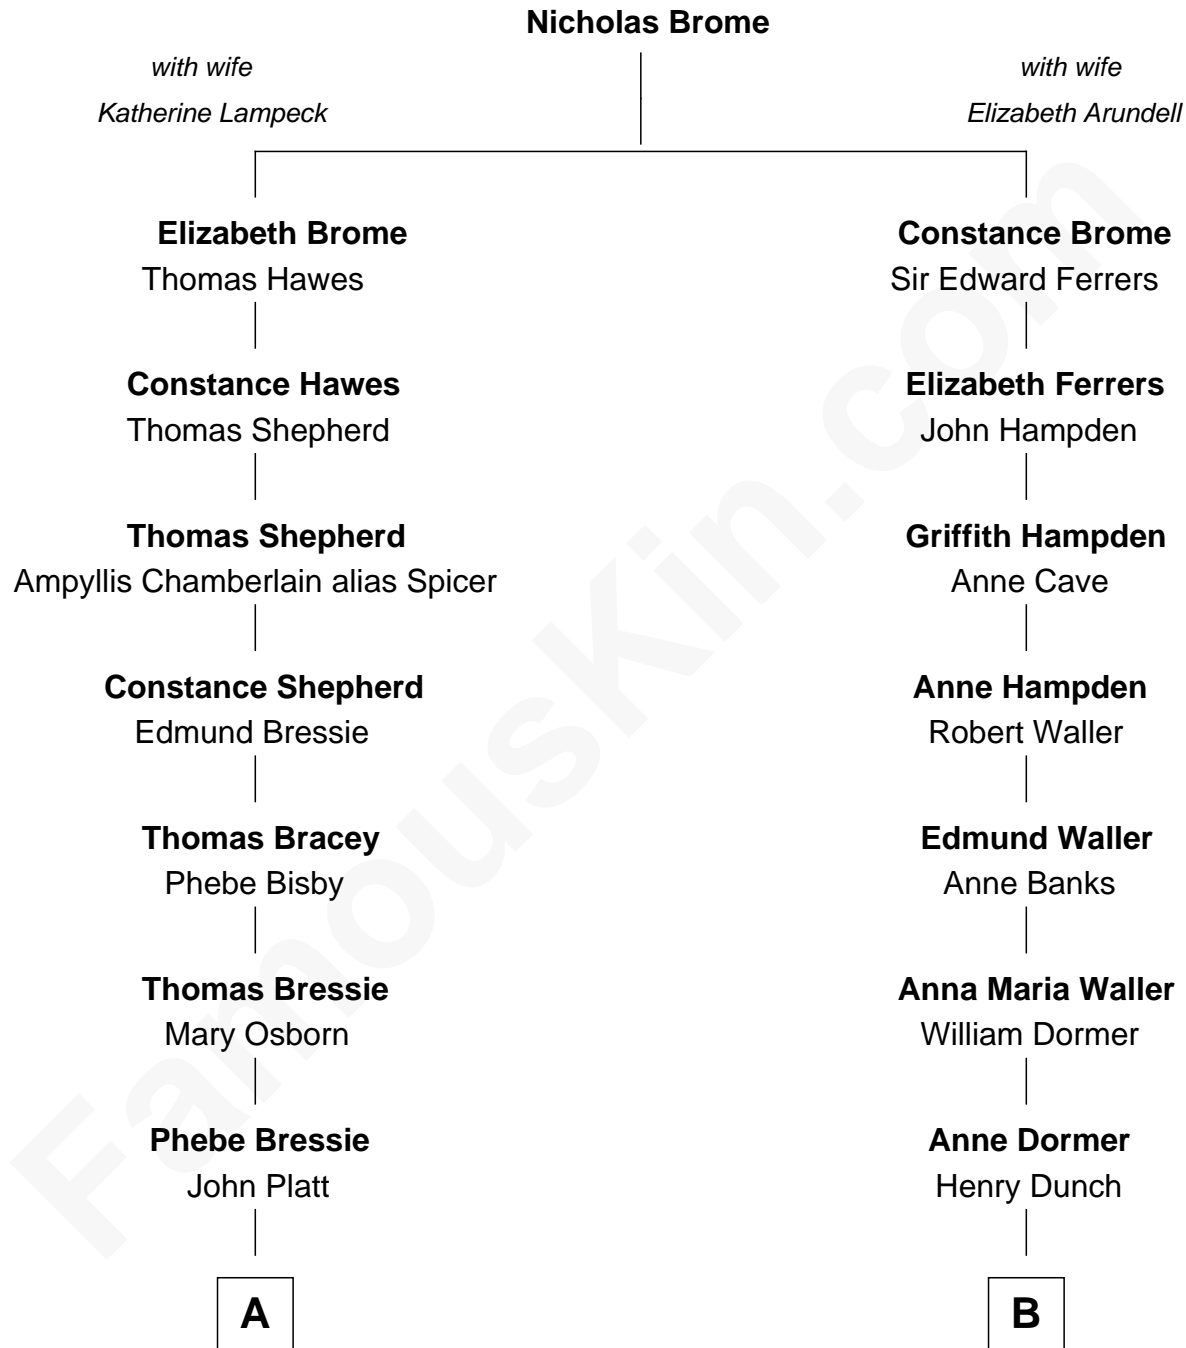 Nicholas Brome
with wife
Katherine Lampeck
with wife
Elizabeth Arundell
Elizabeth Brome
Thomas Hawes
Constance Brome
Sir Edward Ferrers
Constance Hawes
Thomas Shepherd
Elizabeth Ferrers
John Hampden
Thomas Shepherd
Ampyllis Chamberlain alias Spicer
Griffith Hampden
Anne Cave
Constance Shepherd
Edmund Bressie
Anne Hampden
Robert Waller
Thomas Bracey
Phebe Bisby
Edmund Waller
Anne Banks
Thomas Bressie
Mary Osborn
Anna Maria Waller
William Dormer
Phebe Bressie
John Platt
Anne Dormer
Henry Dunch
A
B
FamousKin.com